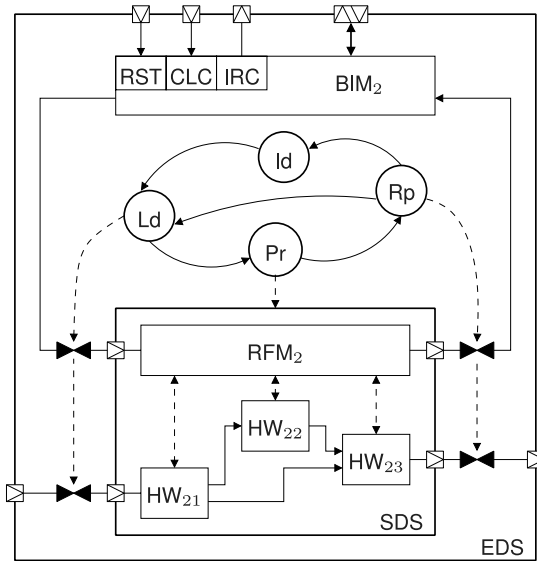 RST CLC IRC BIM₂
Id
Ld
Rp
Pr
RFM₂
HW₂₂
HW₂₃
HW₂₁
SDS
EDS